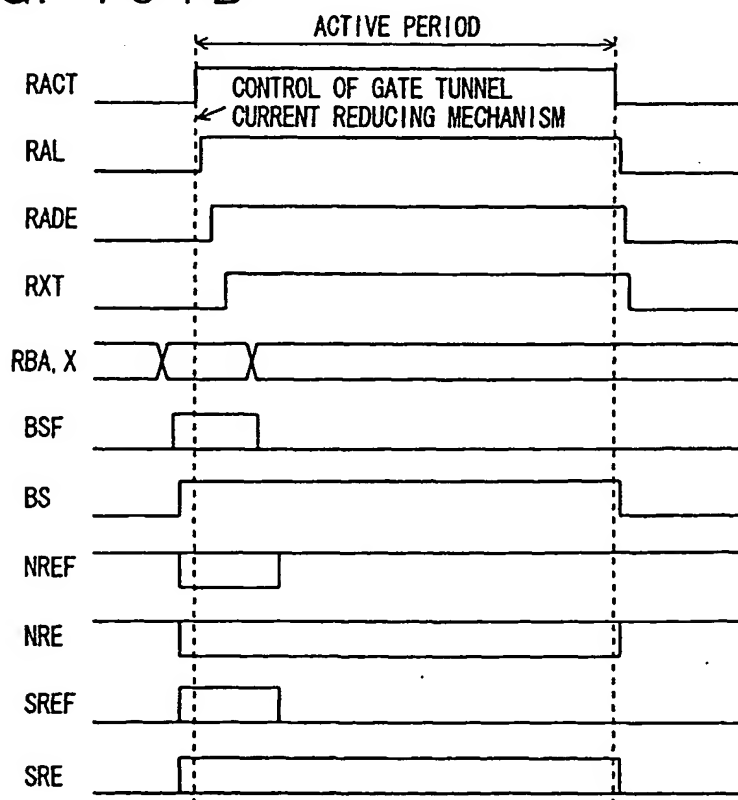 ACTIVE PERIOD
RACT
CONTROL OF GATE TUNNEL
CURRENT REDUCING MECHANISM
RAL
RADE
RXT
RBA, X
BSF
BS
NREF
NRE
SREF
SRE